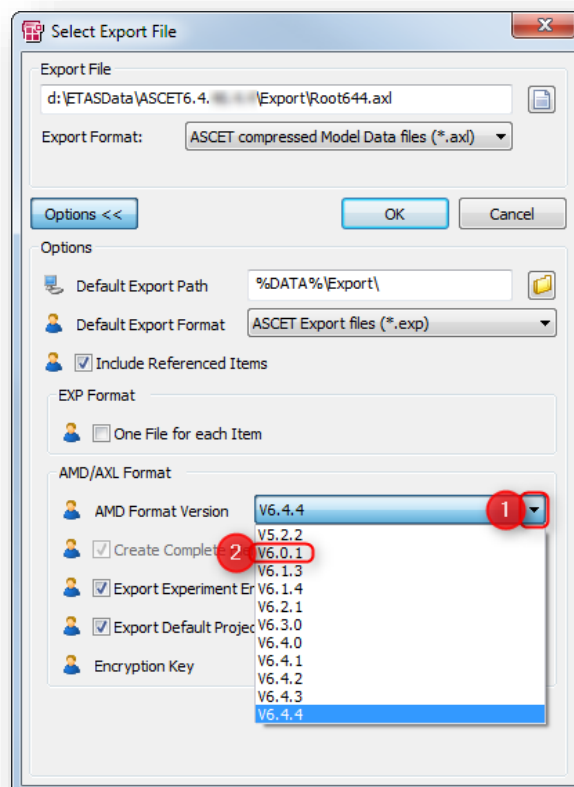 Select Export File
Export File
d:\ETASData\ASCET6.4. \Export\Root644.axl
Export Format: ASCET compressed Model Data files (*.axl)
Options << OK Cancel
Options
Default Export Path %DATA%\Export\
Default Export Format ASCET Export files (*.exp)
Include Referenced Items
EXP Format
One File for each Item
AMD/AXL Format
AMD Format Version V6.4.4 1
V5.2.2
Create Complete 2 V6.0.1
V6.1.3
V6.1.4
Export Experiment En V6.2.1
V6.3.0
Export Default Projec V6.4.0
V6.4.1
Encryption Key V6.4.2
V6.4.3
V6.4.4